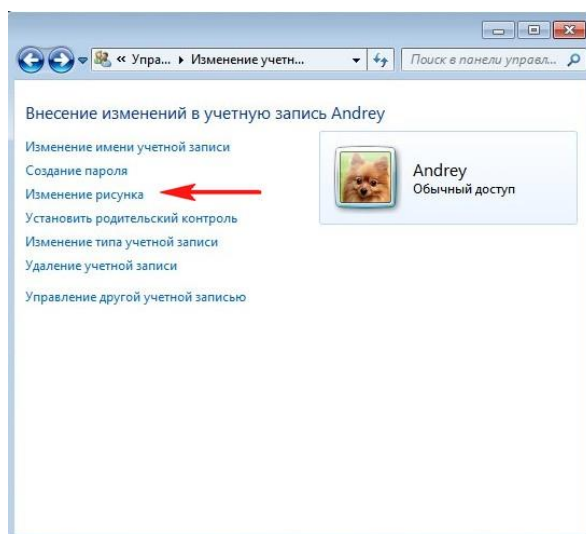 « Упра... ▸ Изменение учетн...
Поиск в панели управл...
Внесение изменений в учетную запись Andrey
Изменение имени учетной записи
Создание пароля
Изменение рисунка
Установить родительский контроль
Изменение типа учетной записи
Удаление учетной записи
Управление другой учетной записью
Andrey
Обычный доступ